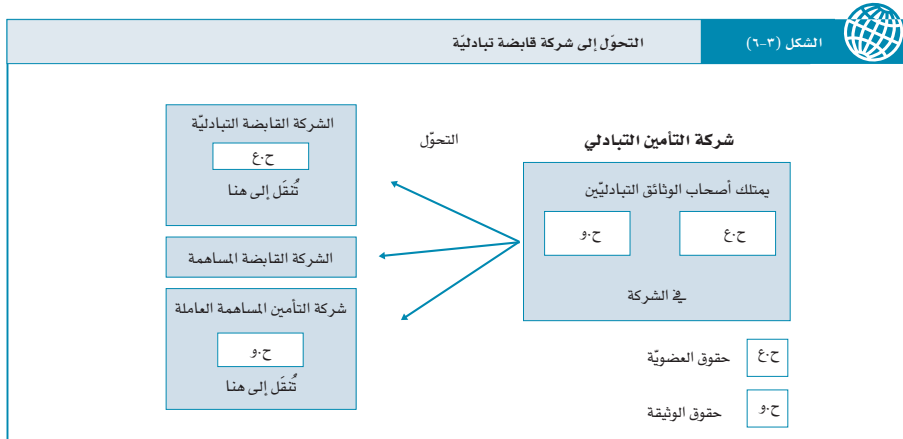 الشكل (٣-٦)
التحوّل إلى شركة قابضة تبادليّة
شركة التأمين التبادلي
يمتلك أصحاب الوثائق التبادليّين
ح.ع
ح.و
في الشركة
التحوّل
الشركة القابضة التبادليّة
ح.ع
تُنقَل إلى هنا
الشركة القابضة المساهمة
شركة التأمين المساهمة العاملة
ح.و
تُنقَل إلى هنا
ح.ع حقوق العضويّة
ح.و حقوق الوثيقة